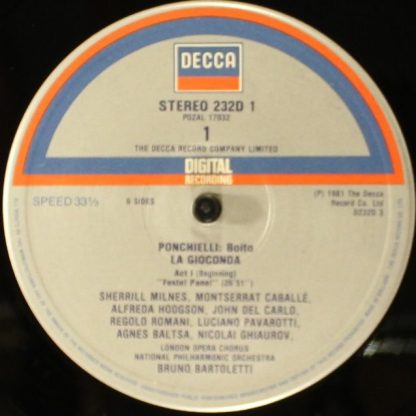 DECCA
STEREO 232D 1
PDZAL 17032
1
THE DECCA RECORD COMPANY LIMITED
DIGITAL
RECORDING
SPEED 33⅓
6 SIDES
(P) 1981 The Decca
Record Co. Ltd
D232D 3
PONCHIELLI: Boito
LA GIOCONDA
Act I (Beginning)
"Feste! Pane!" (26'51")
SHERRILL MILNES, MONTSERRAT CABALLÉ,
ALFREDA HODGSON, JOHN DEL CARLO,
REGOLO ROMANI, LUCIANO PAVAROTTI,
AGNES BALTSA, NICOLAI GHIAUROV,
LONDON OPERA CHORUS
NATIONAL PHILHARMONIC ORCHESTRA
BRUNO BARTOLETTI